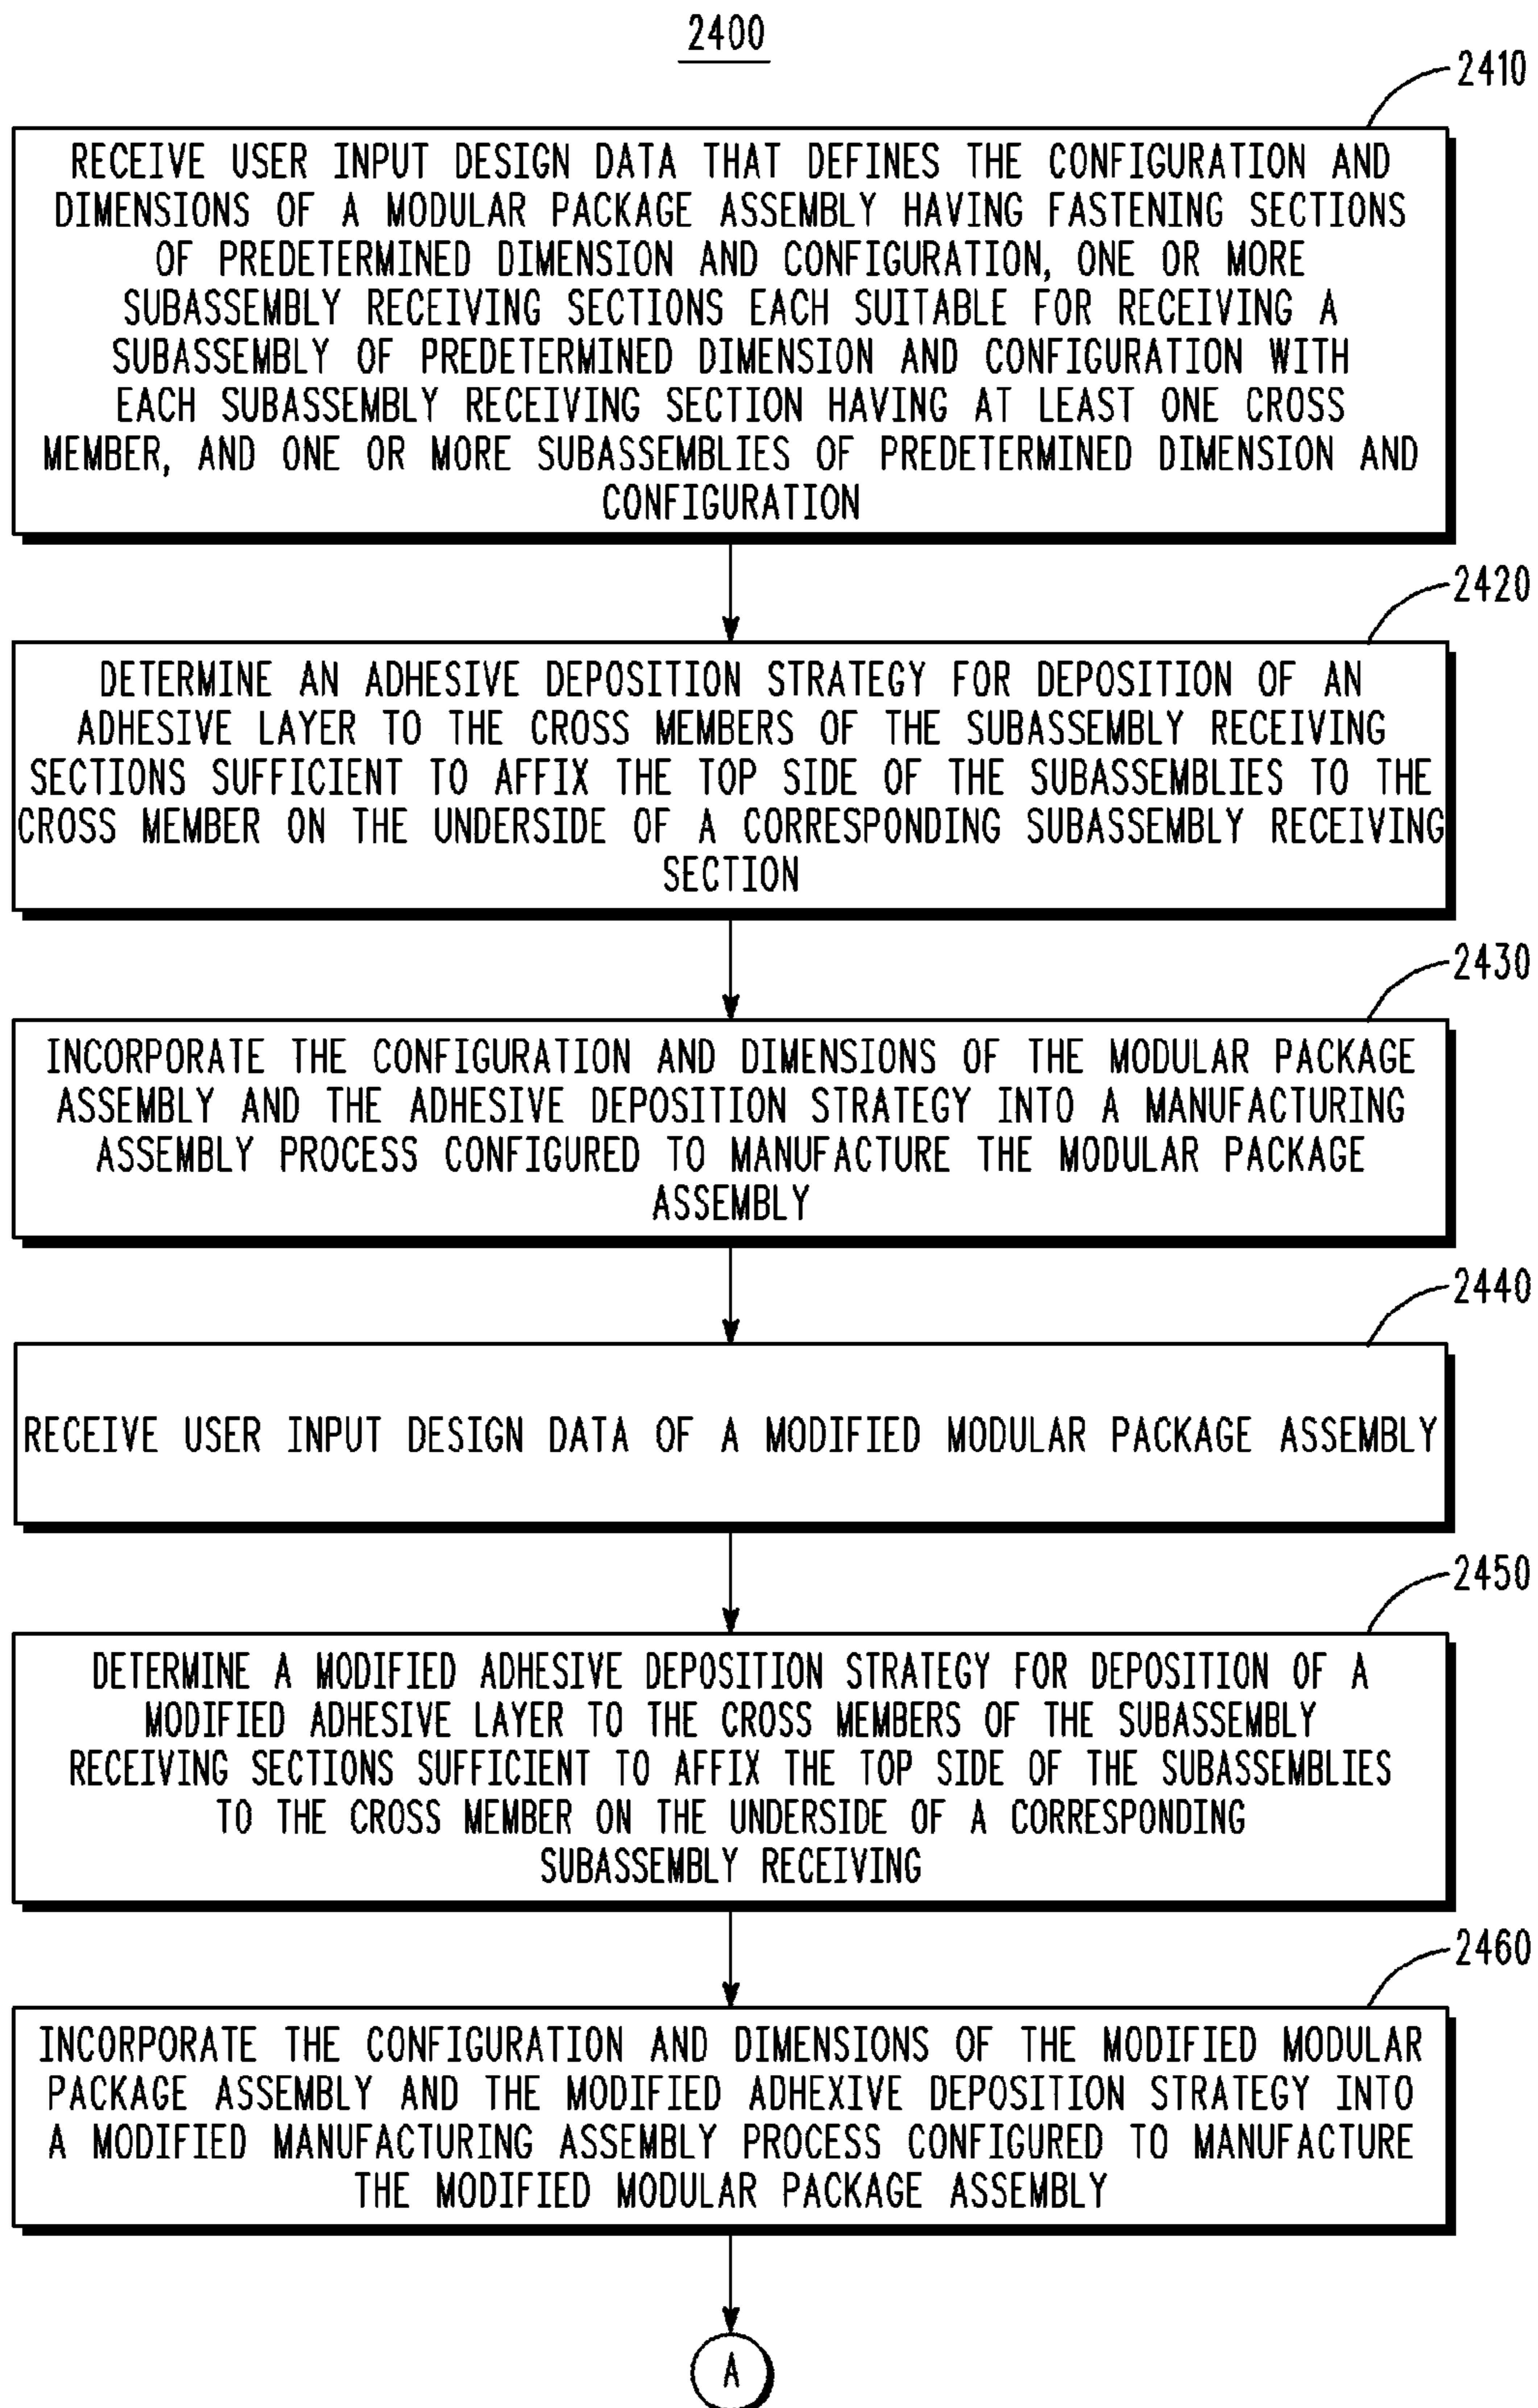 2400
2410
RECEIVE USER INPUT DESIGN DATA THAT DEFINES THE CONFIGURATION AND
DIMENSIONS OF A MODULAR PACKAGE ASSEMBLY HAVING FASTENING SECTIONS
OF PREDETERMINED DIMENSION AND CONFIGURATION, ONE OR MORE
SUBASSEMBLY RECEIVING SECTIONS EACH SUITABLE FOR RECEIVING A
SUBASSEMBLY OF PREDETERMINED DIMENSION AND CONFIGURATION WITH
EACH SUBASSEMBLY RECEIVING SECTION HAVING AT LEAST ONE CROSS
MEMBER, AND ONE OR MORE SUBASSEMBLIES OF PREDETERMINED DIMENSION AND
CONFIGURATION
2420
DETERMINE AN ADHESIVE DEPOSITION STRATEGY FOR DEPOSITION OF AN
ADHESIVE LAYER TO THE CROSS MEMBERS OF THE SUBASSEMBLY RECEIVING
SECTIONS SUFFICIENT TO AFFIX THE TOP SIDE OF THE SUBASSEMBLIES TO THE
CROSS MEMBER ON THE UNDERSIDE OF A CORRESPONDING SUBASSEMBLY RECEIVING
SECTION
2430
INCORPORATE THE CONFIGURATION AND DIMENSIONS OF THE MODULAR PACKAGE
ASSEMBLY AND THE ADHESIVE DEPOSITION STRATEGY INTO A MANUFACTURING
ASSEMBLY PROCESS CONFIGURED TO MANUFACTURE THE MODULAR PACKAGE
ASSEMBLY
2440
RECEIVE USER INPUT DESIGN DATA OF A MODIFIED MODULAR PACKAGE ASSEMBLY
2450
DETERMINE A MODIFIED ADHESIVE DEPOSITION STRATEGY FOR DEPOSITION OF A
MODIFIED ADHESIVE LAYER TO THE CROSS MEMBERS OF THE SUBASSEMBLY
RECEIVING SECTIONS SUFFICIENT TO AFFIX THE TOP SIDE OF THE SUBASSEMBLIES
TO THE CROSS MEMBER ON THE UNDERSIDE OF A CORRESPONDING
SUBASSEMBLY RECEIVING
2460
INCORPORATE THE CONFIGURATION AND DIMENSIONS OF THE MODIFIED MODULAR
PACKAGE ASSEMBLY AND THE MODIFIED ADHEXIVE DEPOSITION STRATEGY INTO
A MODIFIED MANUFACTURING ASSEMBLY PROCESS CONFIGURED TO MANUFACTURE
THE MODIFIED MODULAR PACKAGE ASSEMBLY
A